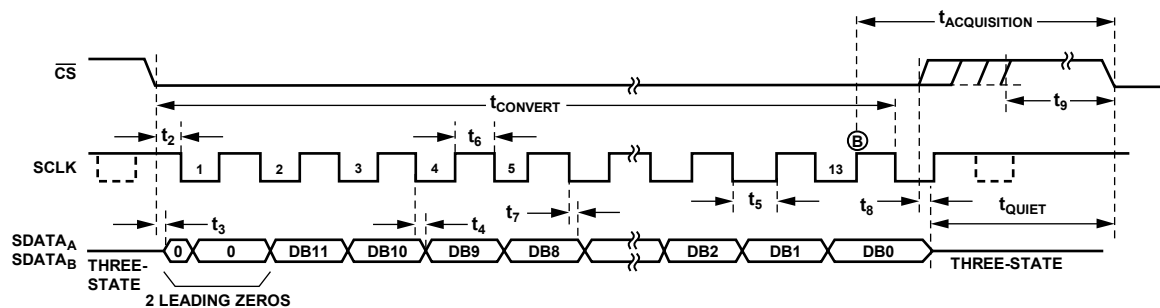 tACQUISITION
CS
tCONVERT
t9
t2
t6
B
SCLK
1
2
3
4
5
13
t3
t4
t7
t5
t8
tQUIET
SDATAA
SDATAB
0
0
DB11
DB10
DB9
DB8
DB2
DB1
DB0
THREE-
STATE
THREE-STATE
2 LEADING ZEROS